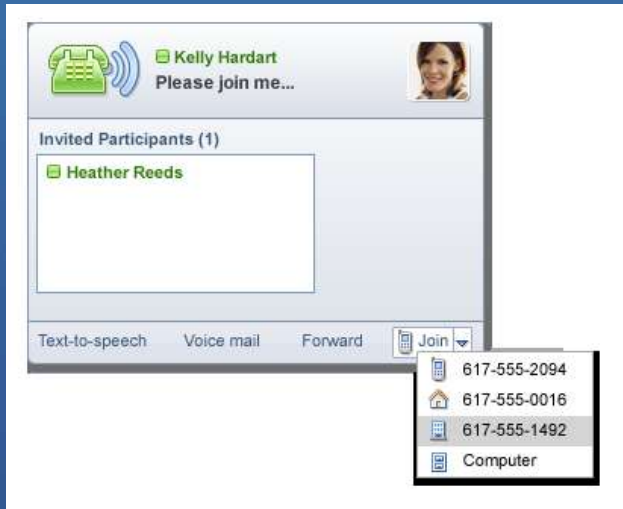 Kelly Hardart
Please join me...
Invited Participants (1)
Heather Reeds
Text-to-speech Voice mail Forward Join
617-555-2094
617-555-0016
617-555-1492
Computer